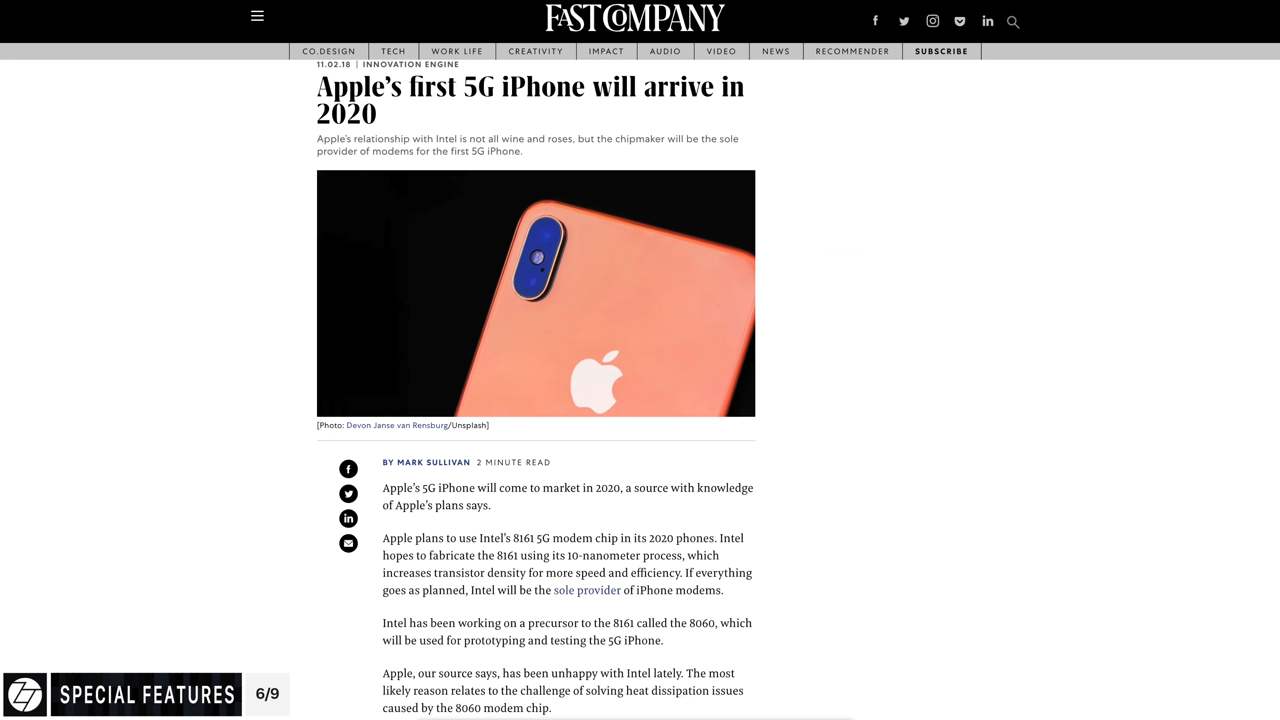 FAST COMPANY
CO.DESIGN TECH WORK LIFE CREATIVITY IMPACT AUDIO VIDEO NEWS RECOMMENDER SUBSCRIBE
11.02.18 | INNOVATION ENGINE
Apple’s first 5G iPhone will arrive in
2020
Apple’s relationship with Intel is not all wine and roses, but the chipmaker will be the sole
provider of modems for the first 5G iPhone.
[Photo: Devon Janse van Rensburg/Unsplash]
BY MARK SULLIVAN 2 MINUTE READ
Apple’s 5G iPhone will come to market in 2020, a source with knowledge
of Apple’s plans says.
Apple plans to use Intel’s 8161 5G modem chip in its 2020 phones. Intel
hopes to fabricate the 8161 using its 10-nanometer process, which
increases transistor density for more speed and efficiency. If everything
goes as planned, Intel will be the sole provider of iPhone modems.
Intel has been working on a precursor to the 8161 called the 8060, which
will be used for prototyping and testing the 5G iPhone.
Apple, our source says, has been unhappy with Intel lately. The most
likely reason relates to the challenge of solving heat dissipation issues
caused by the 8060 modem chip.
SPECIAL FEATURES 6/9